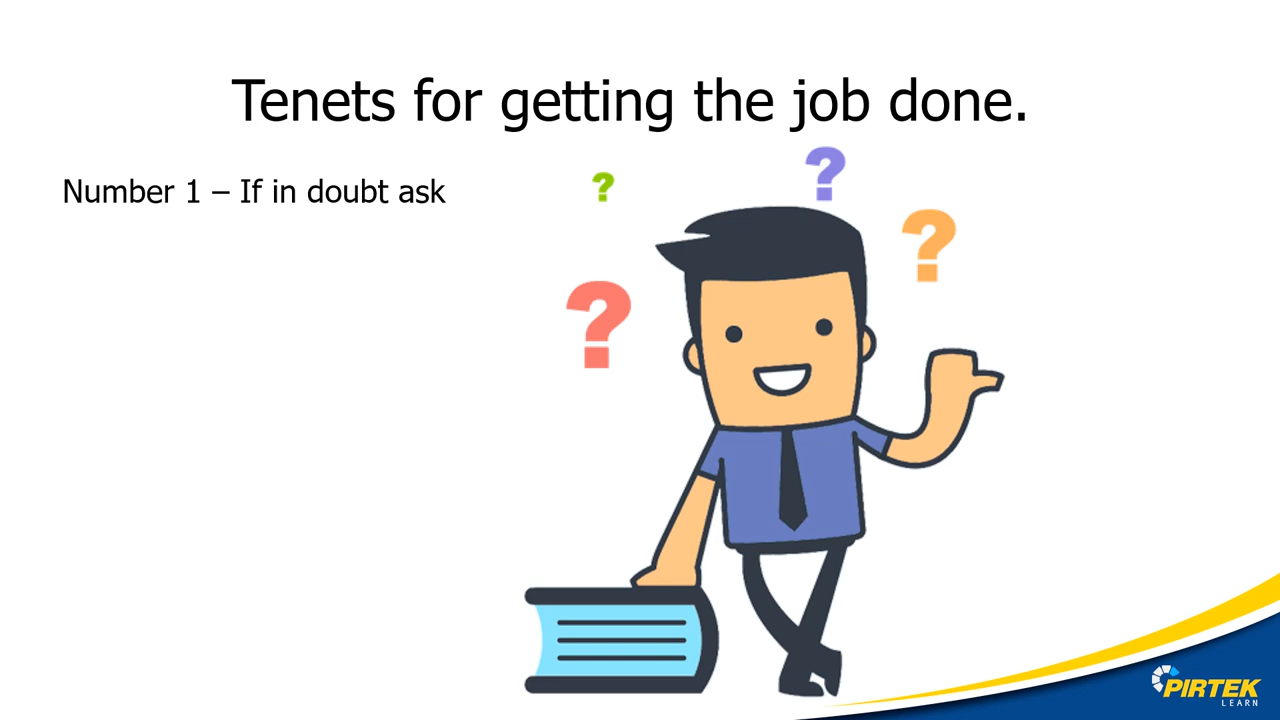 Tenets for getting the job done.
Number 1 – If in doubt ask
?
?
?
?
PIRTEK
LEARN